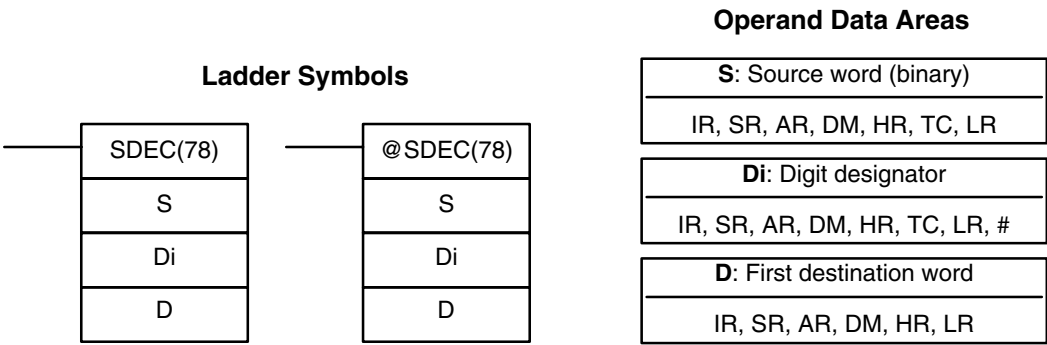 Operand Data Areas
Ladder Symbols
S: Source word (binary)
IR, SR, AR, DM, HR, TC, LR
SDEC(78)
@SDEC(78)
S
S
Di
Di
D
D
Di: Digit designator
IR, SR, AR, DM, HR, TC, LR, #
D: First destination word
IR, SR, AR, DM, HR, LR